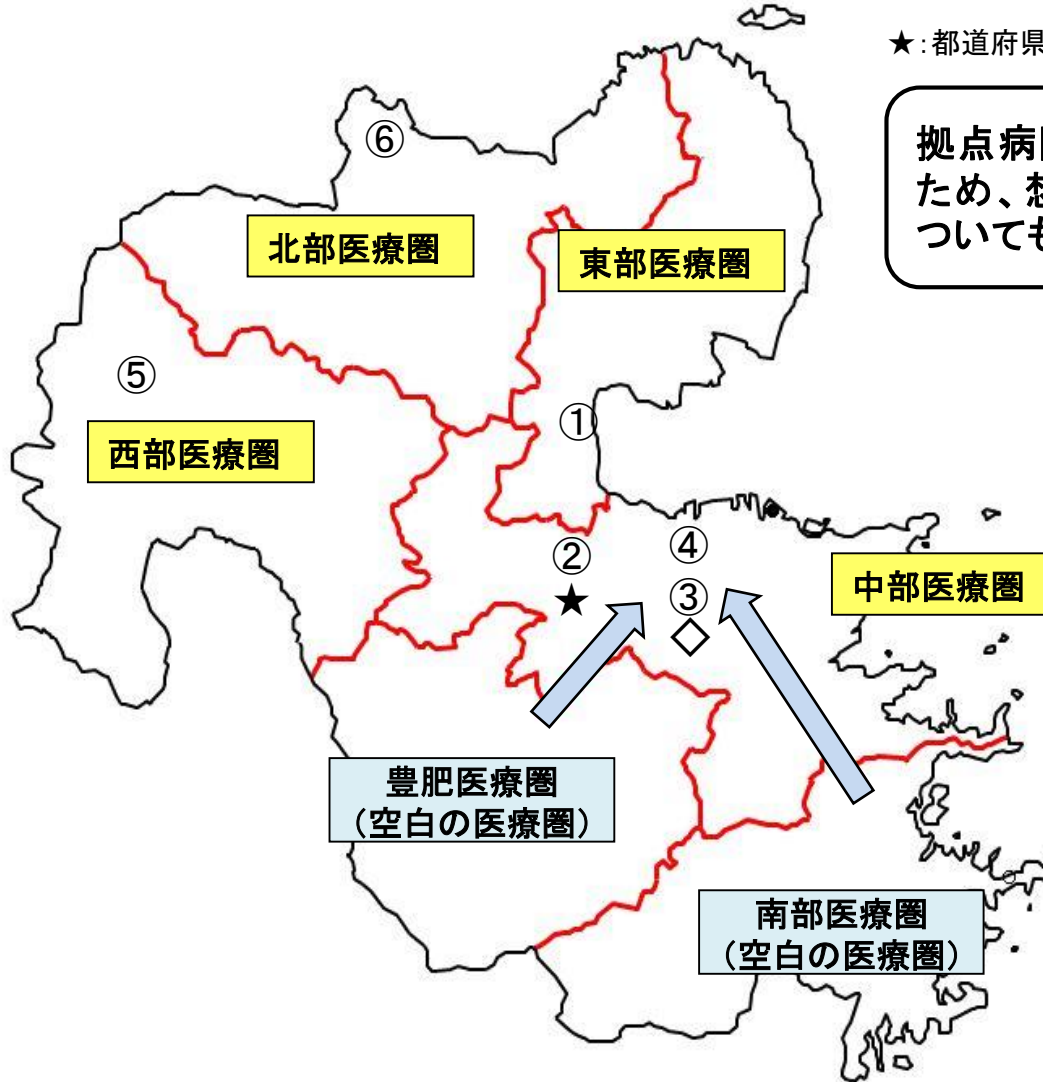 ★:都道府県
拠点病
ため、想
ついても
⑥
北部医療圏
東部医療圏
⑤
①
西部医療圏
②
④
中部医療圏
★
③
◇
豊肥医療圏
(空白の医療圏)
南部医療圏
(空白の医療圏)